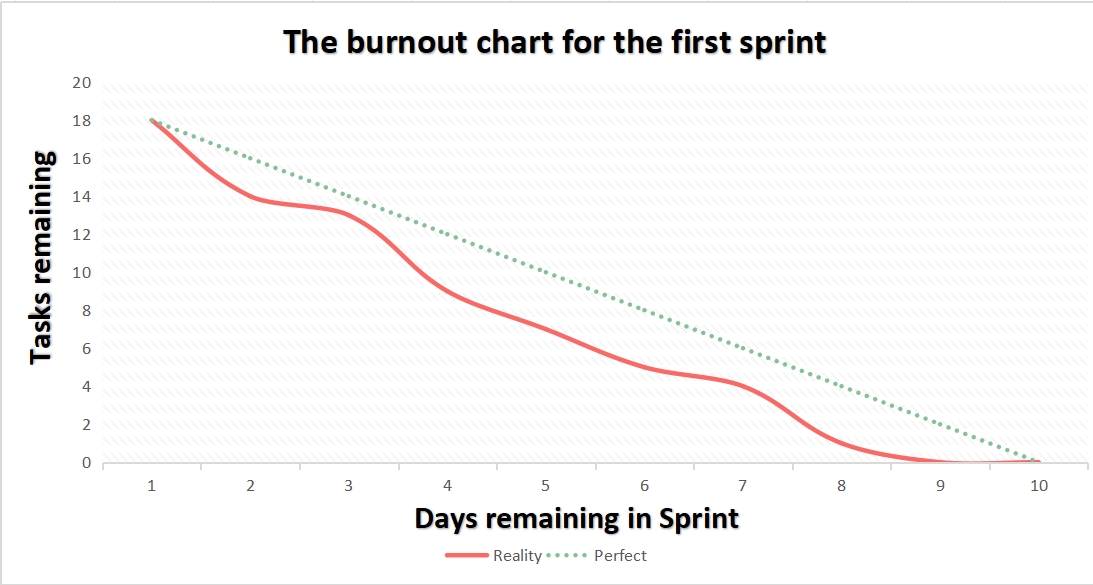 The burnout chart for the first sprint
Tasks remaining
20
18
16
14
12
10
8
6
4
2
0
1 2 3 4 5 6 7 8 9 10
Days remaining in Sprint
Reality Perfect